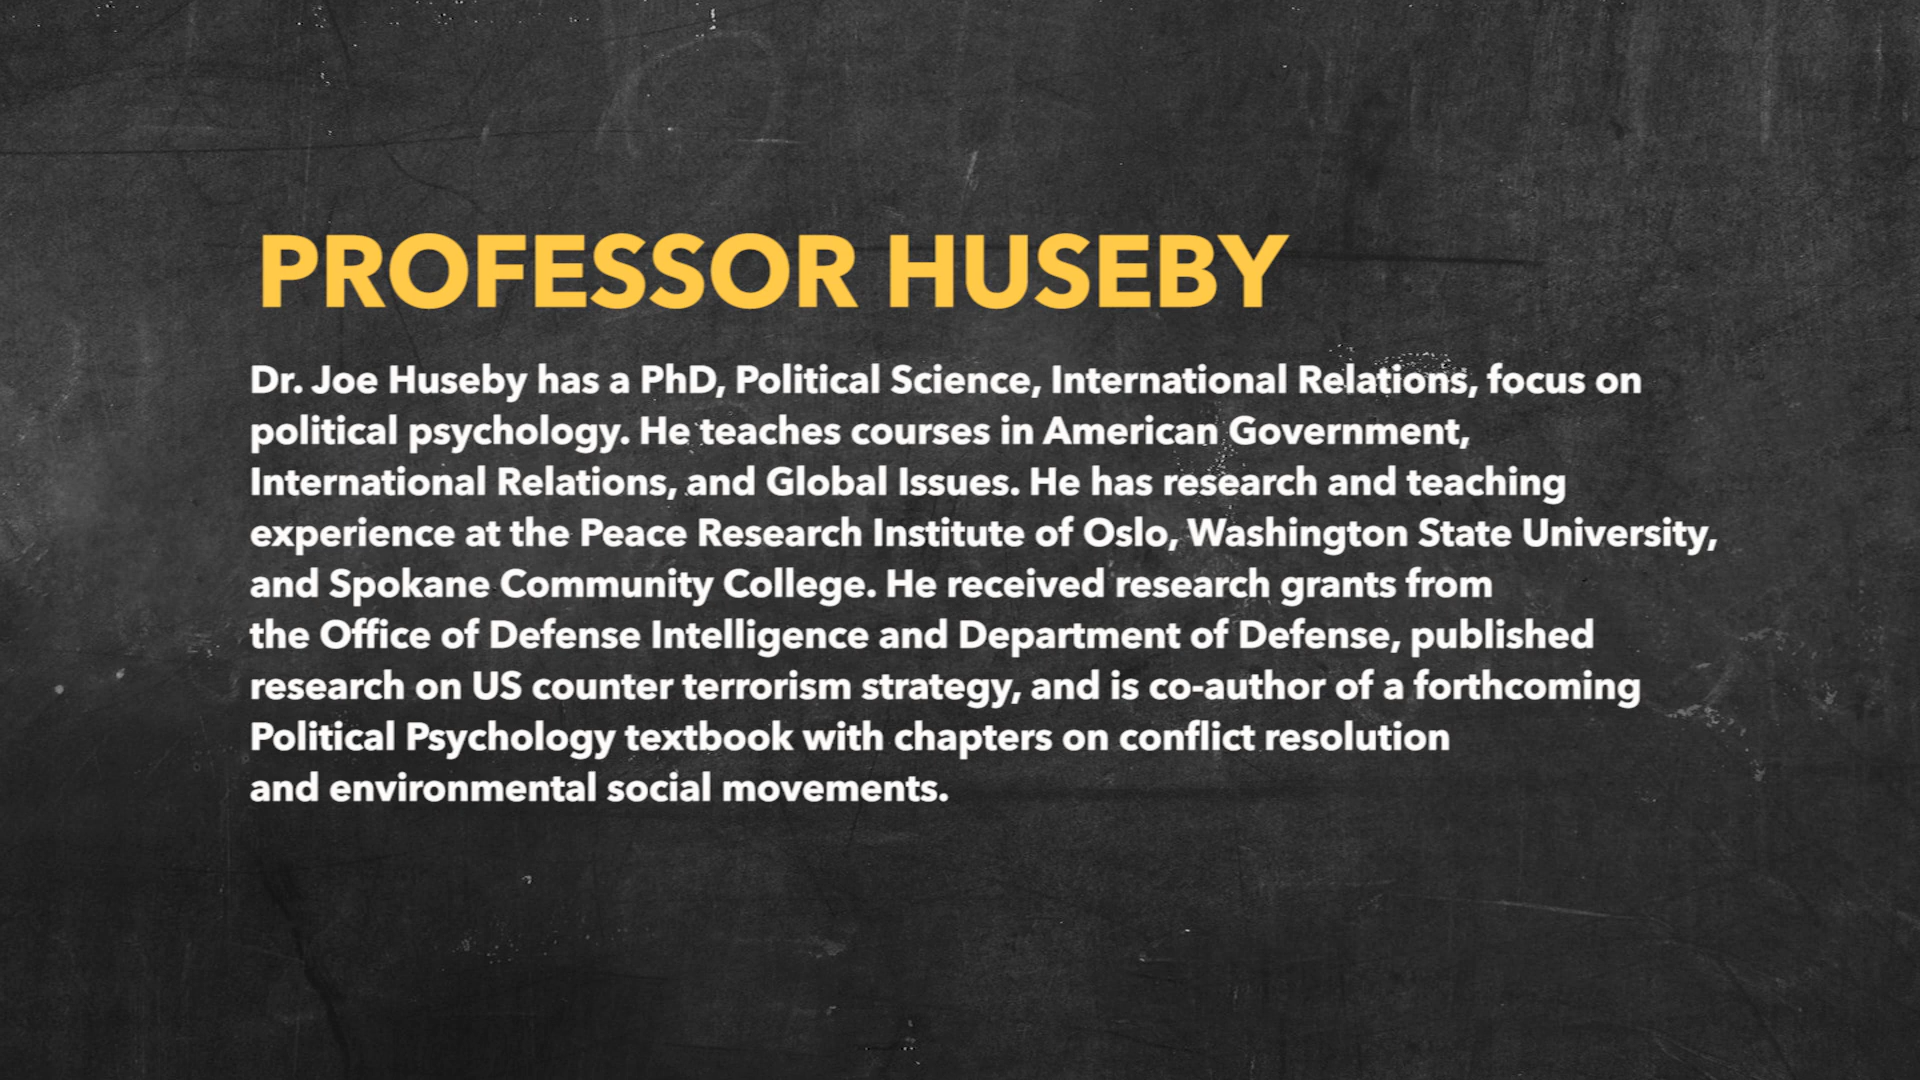 PROFESSOR HUSEBY
Dr. Joe Huseby has a PhD, Political Science, International Relations, focus on
political psychology. He teaches courses in American Government,
International Relations, and Global Issues. He has research and teaching
experience at the Peace Research Institute of Oslo, Washington State University,
and Spokane Community College. He received research grants from
the Office of Defense Intelligence and Department of Defense, published
research on US counter terrorism strategy, and is co-author of a forthcoming
Political Psychology textbook with chapters on conflict resolution
and environmental social movements.